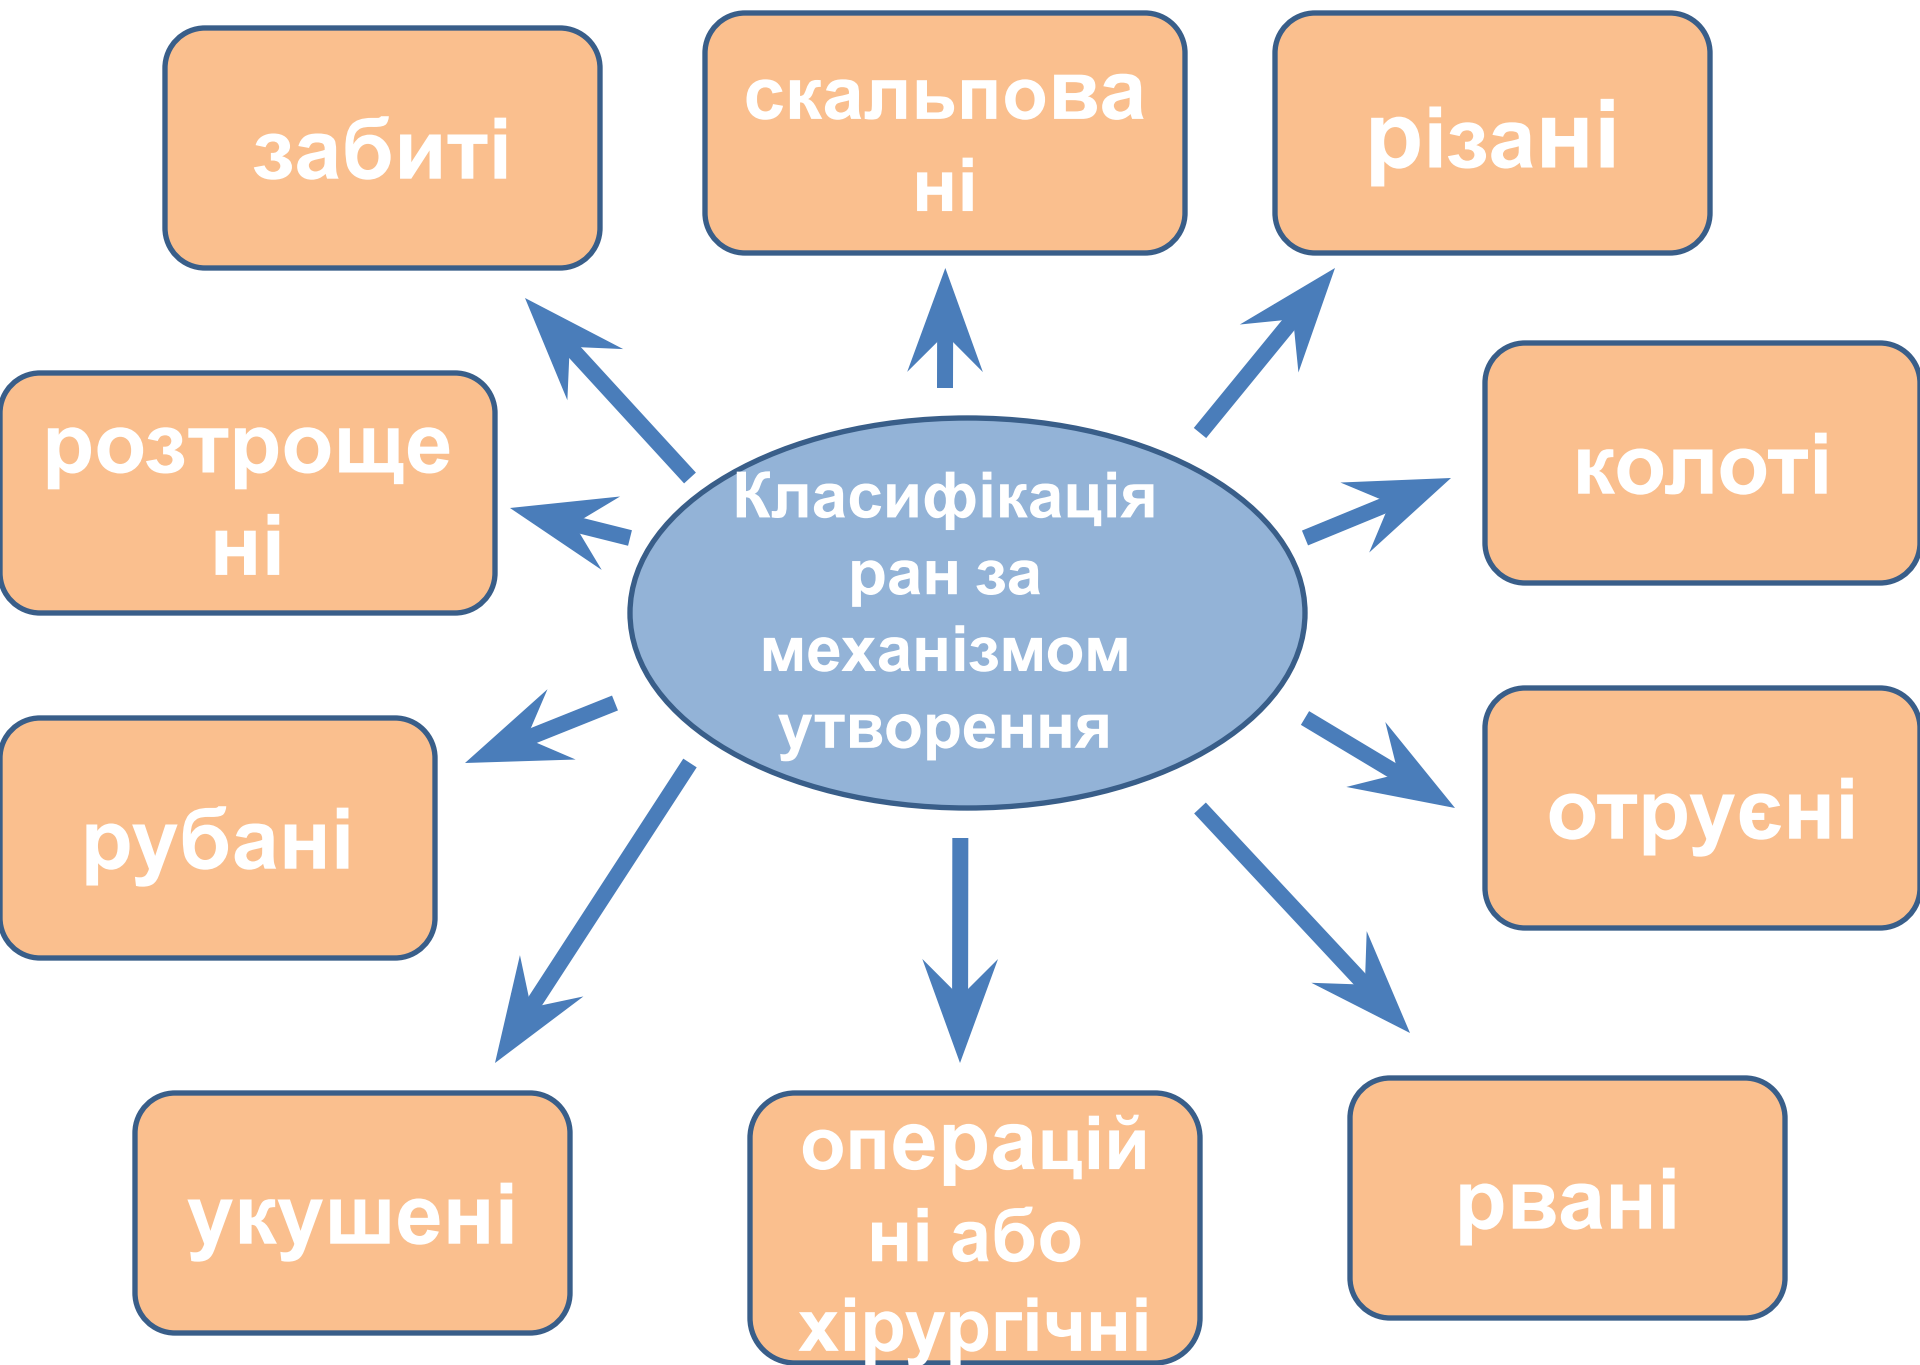 забиті
скальпова
ні
різані
розтроще
ні
Класифікація
ран за
механізмом
утворення
колоті
рубані
отруєні
укушені
операцій
ні або
хірургічні
рвані